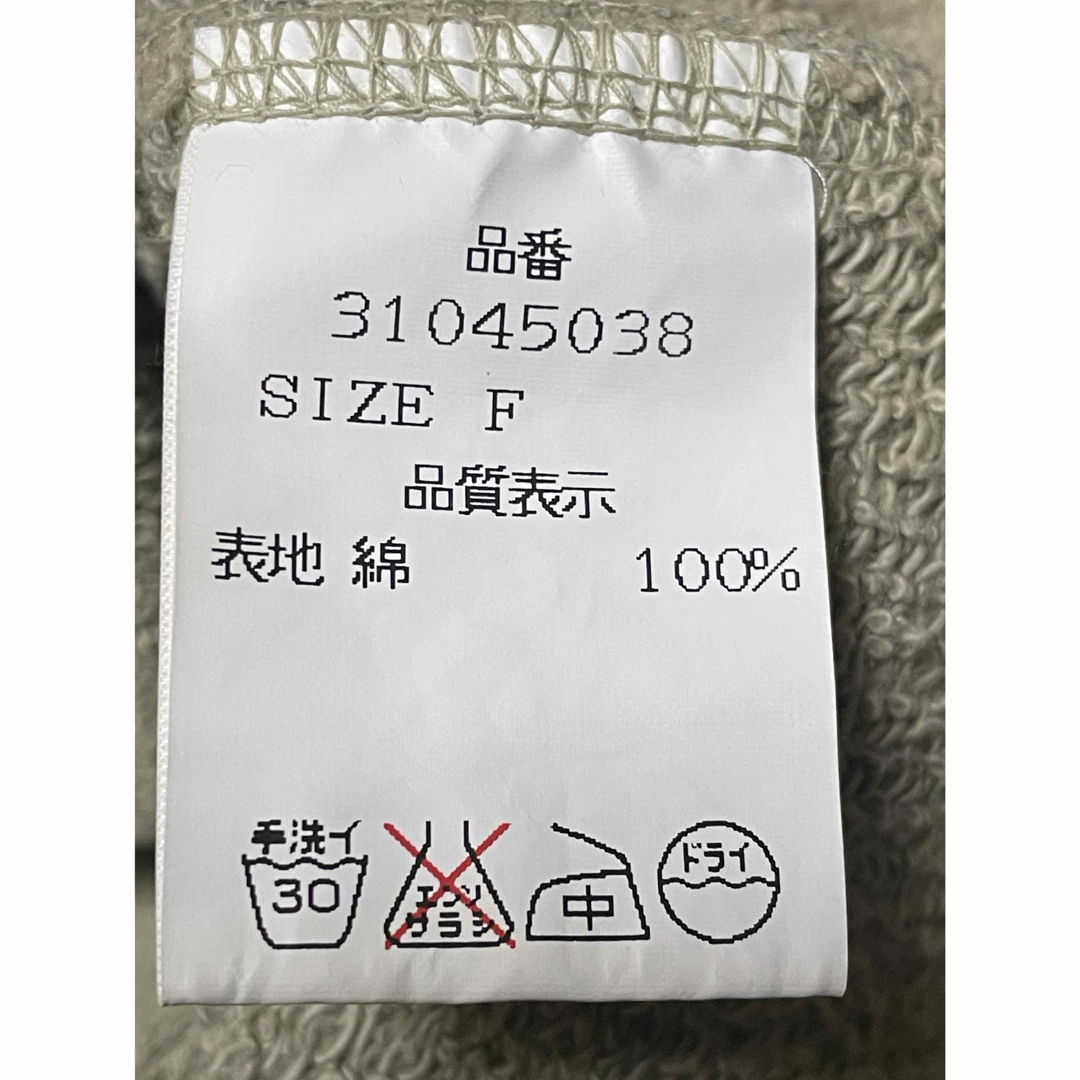 品番
31045038
SIZE F
品質表示
表地 綿 100%
手洗イ
30
エンソ
サラシ
中
ドライ